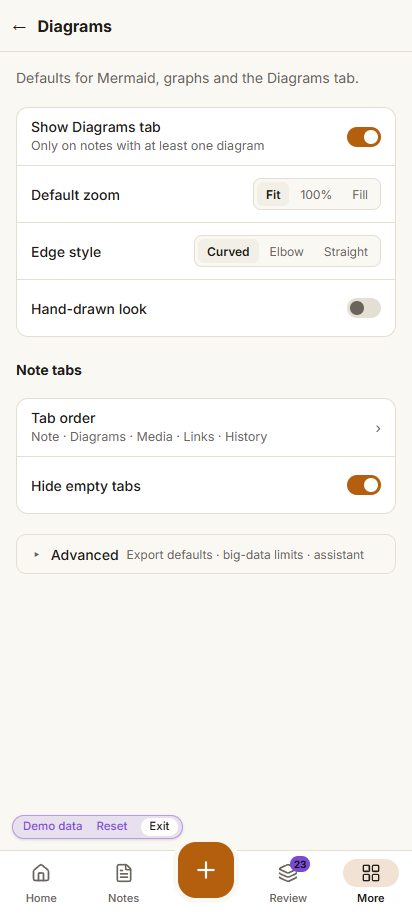 ← Diagrams
Defaults for Mermaid, graphs and the Diagrams tab.
Show Diagrams tab
Only on notes with at least one diagram
Default zoom
Fit 100% Fill
Edge style
Curved Elbow Straight
Hand-drawn look
Note tabs
Tab order
Note · Diagrams · Media · Links · History
Hide empty tabs
Advanced Export defaults · big-data limits · assistant
Demo data Reset Exit
23
Home Notes Review More